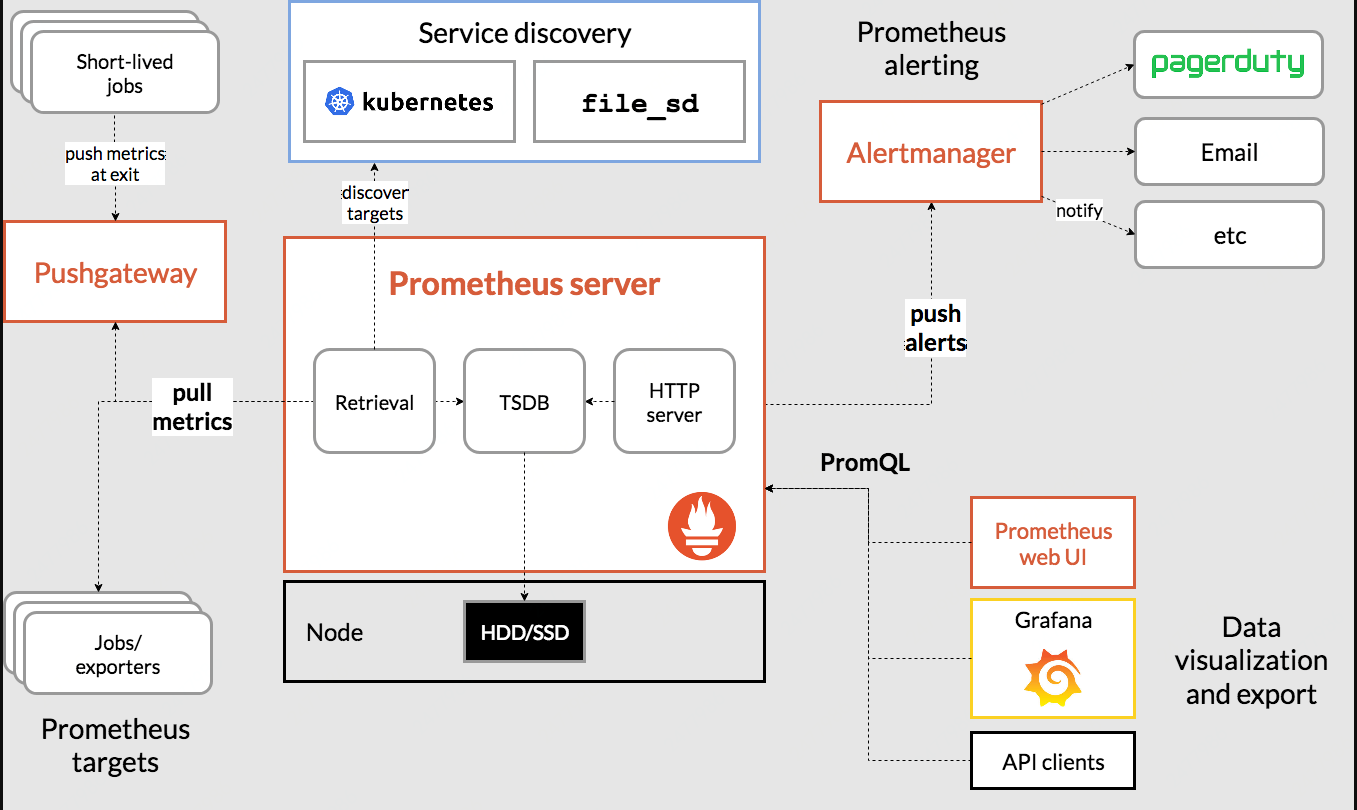 Short-lived
jobs
push metrics
at exit
Pushgateway
Service discovery
kubernetes
file_sd
discover
targets
Prometheus
alerting
Alertmanager
pagerduty
Email
notify
etc
Prometheus server
Retrieval
TSDB
HTTP
server
pull
metrics
push
alerts
PromQL
Node
HDD/SSD
Jobs/
exporters
Prometheus
targets
Prometheus
web UI
Grafana
API clients
Data
visualization
and export